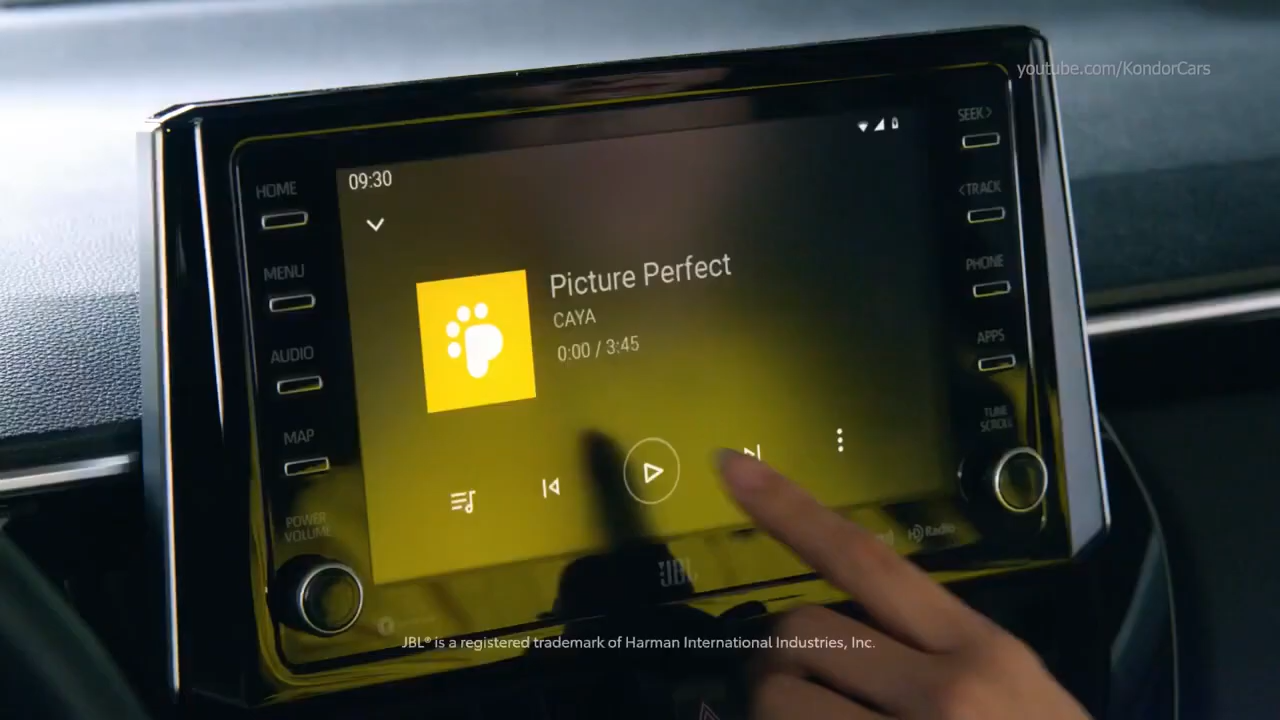 youtube.com/KondorCars
SEEK>
09:30
HOME
<TRACK
MENU
Picture Perfect
PHONE
CAYA
0:00 / 3:45
AUDIO
APPS
MAP
TUNE
SCROLL
POWER
VOLUME
HD Radio
JBL
JBL® is a registered trademark of Harman International Industries, Inc.